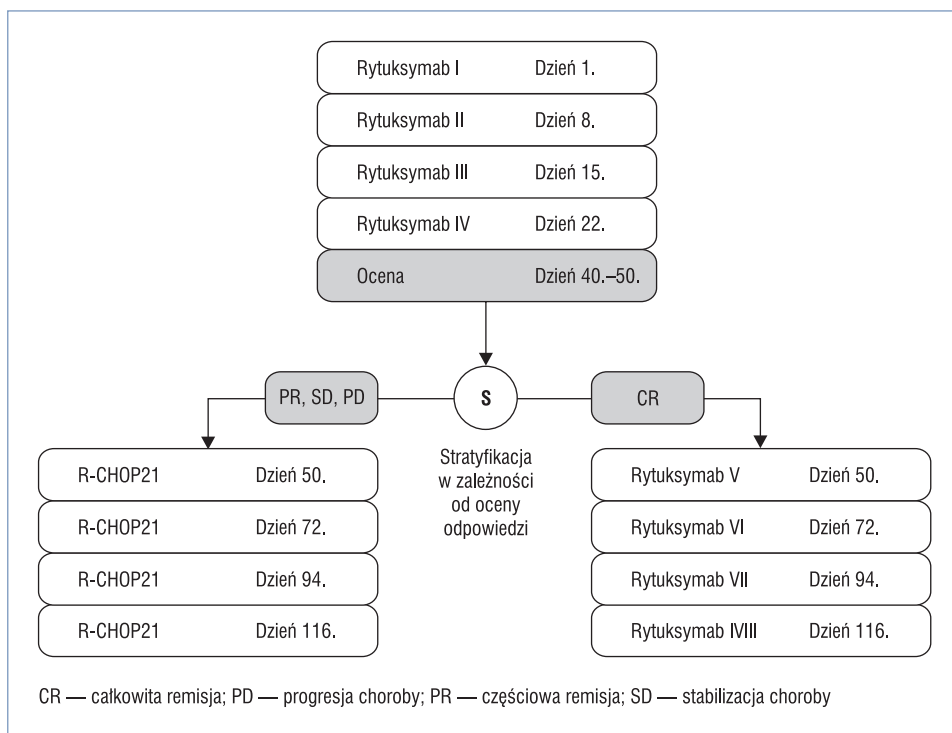 Rytuksymab I Dzień 1.
Rytuksymab II Dzień 8.
Rytuksymab III Dzień 15.
Rytuksymab IV Dzień 22.
Ocena Dzień 40.–50.
PR, SD, PD
S
CR
Stratyfikacja
w zależności
od oceny
odpowiedzi
R-CHOP21 Dzień 50.
R-CHOP21 Dzień 72.
R-CHOP21 Dzień 94.
R-CHOP21 Dzień 116.
Rytuksymab V Dzień 50.
Rytuksymab VI Dzień 72.
Rytuksymab VII Dzień 94.
Rytuksymab IVIII Dzień 116.
CR — całkowita remisja; PD — progresja choroby; PR — częściowa remisja; SD — stabilizacja choroby